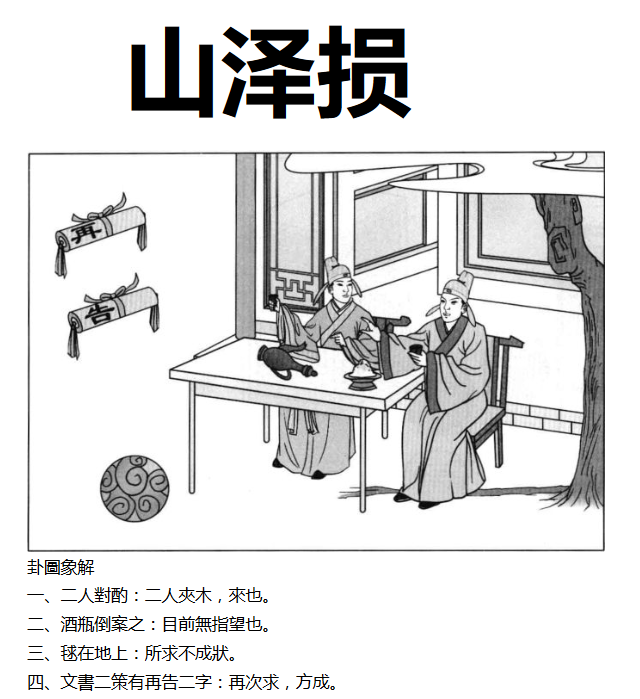 山泽损
再
告
卦圖象解
一、二人對酌：二人夾木，來也。
二、酒瓶倒案之：目前無指望也。
三、毬在地上：所求不成狀。
四、文書二策有再告二字：再次求，方成。